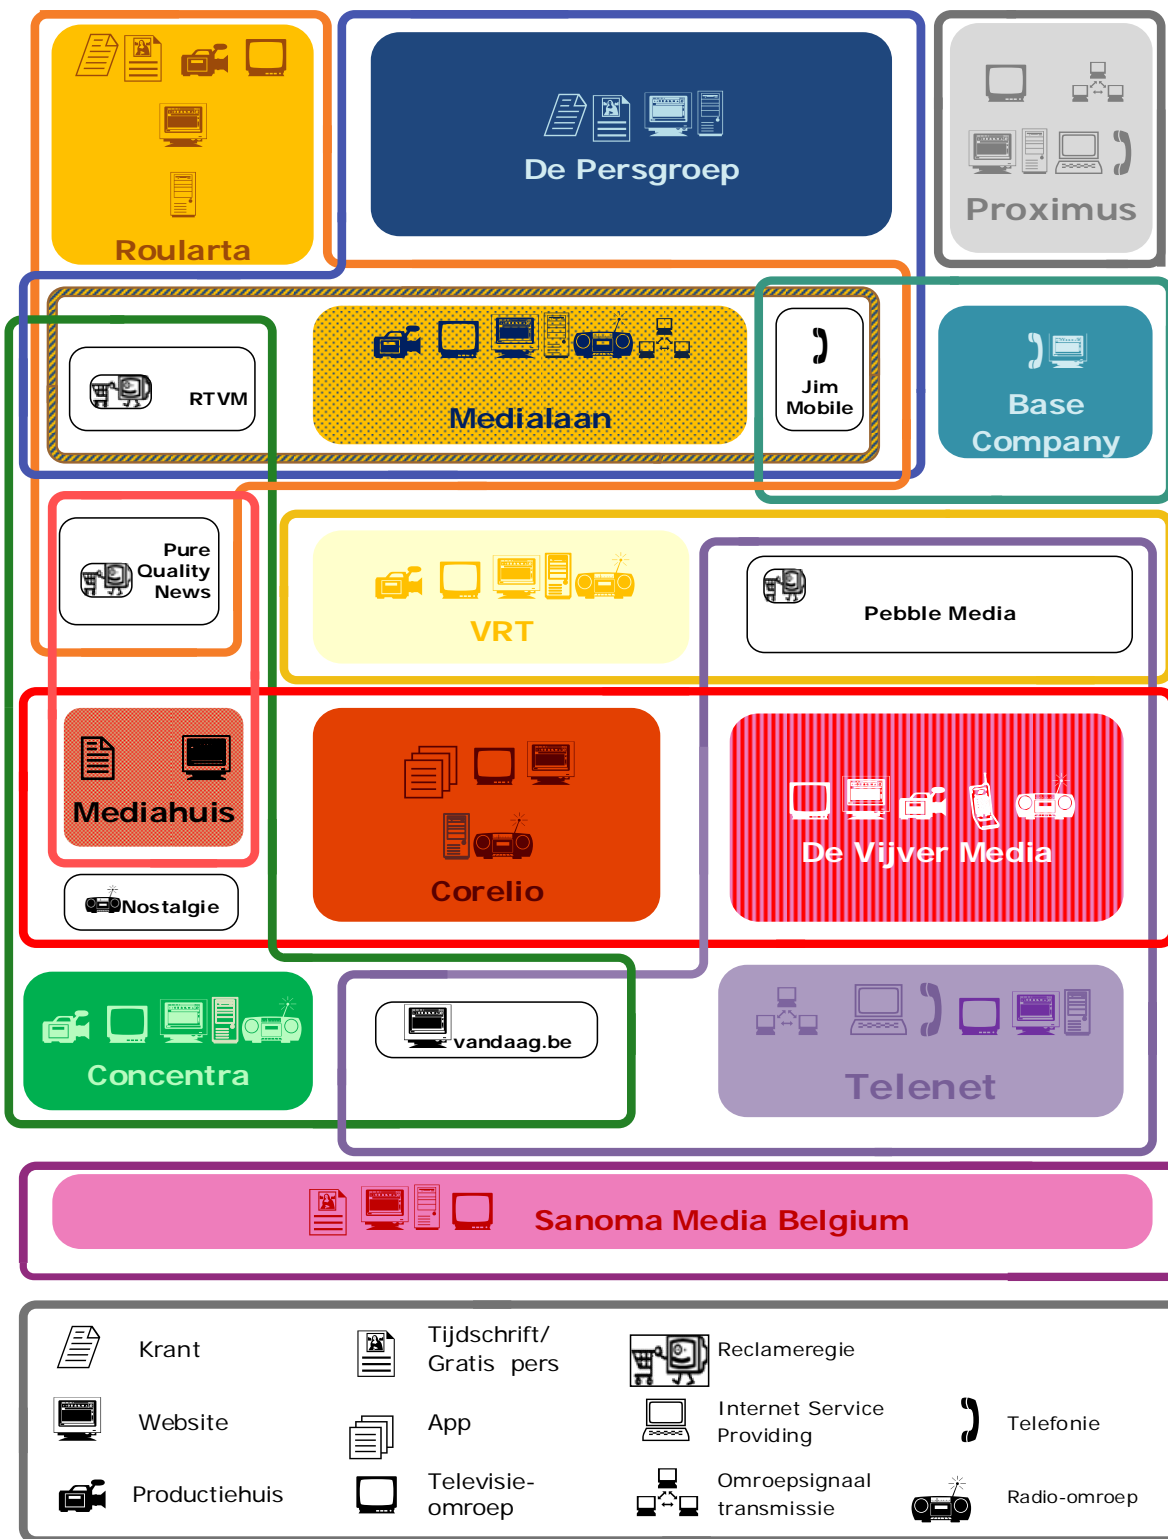 Roularta
De Persgroep
Proximus
RTVM
Medialaan
Jim
Mobile
Base
Company
Pure
Quality
News
VRT
Pebble Media
Mediahuis
Nostalgie
Corelio
De Vijver Media
Concentra
vandaag.be
Telenet
Sanoma Media Belgium
Krant
Tijdschrift/
Gratis pers
Reclameregie
Website
App
Internet Service
Providing
Telefonie
Productiehuis
Televisie-
omroep
Omroepsignaal
transmissie
Radio-omroep